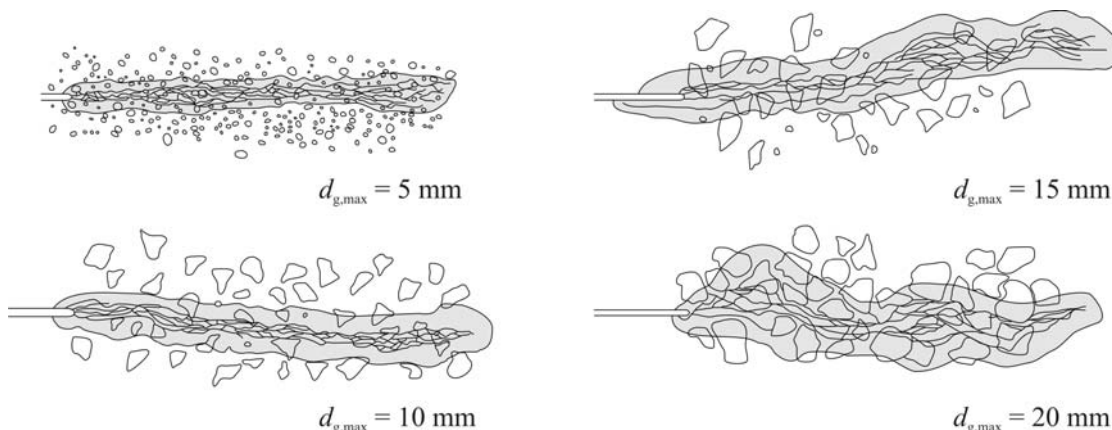 d_g,max = 5 mm
d_g,max = 15 mm
d_g,max = 10 mm
d_g,max = 20 mm